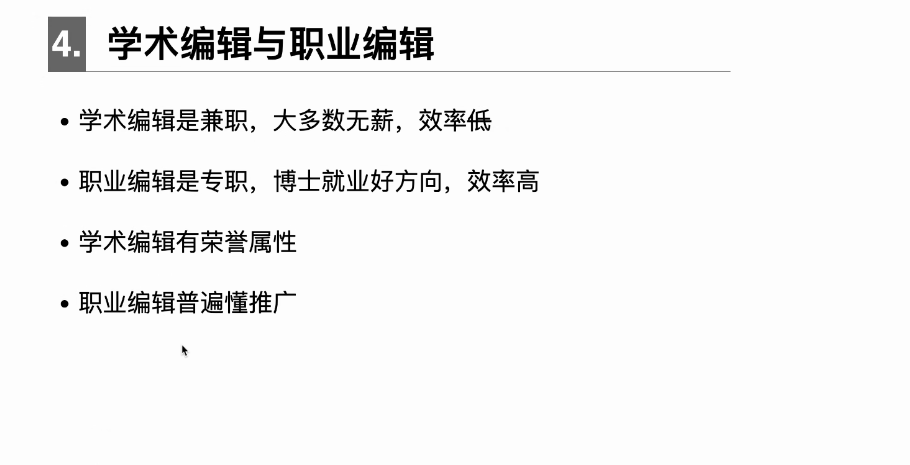 4. 学术编辑与职业编辑
• 学术编辑是兼职，大多数无薪，效率低
• 职业编辑是专职，博士就业好方向，效率高
• 学术编辑有荣誉属性
• 职业编辑普遍懂推广